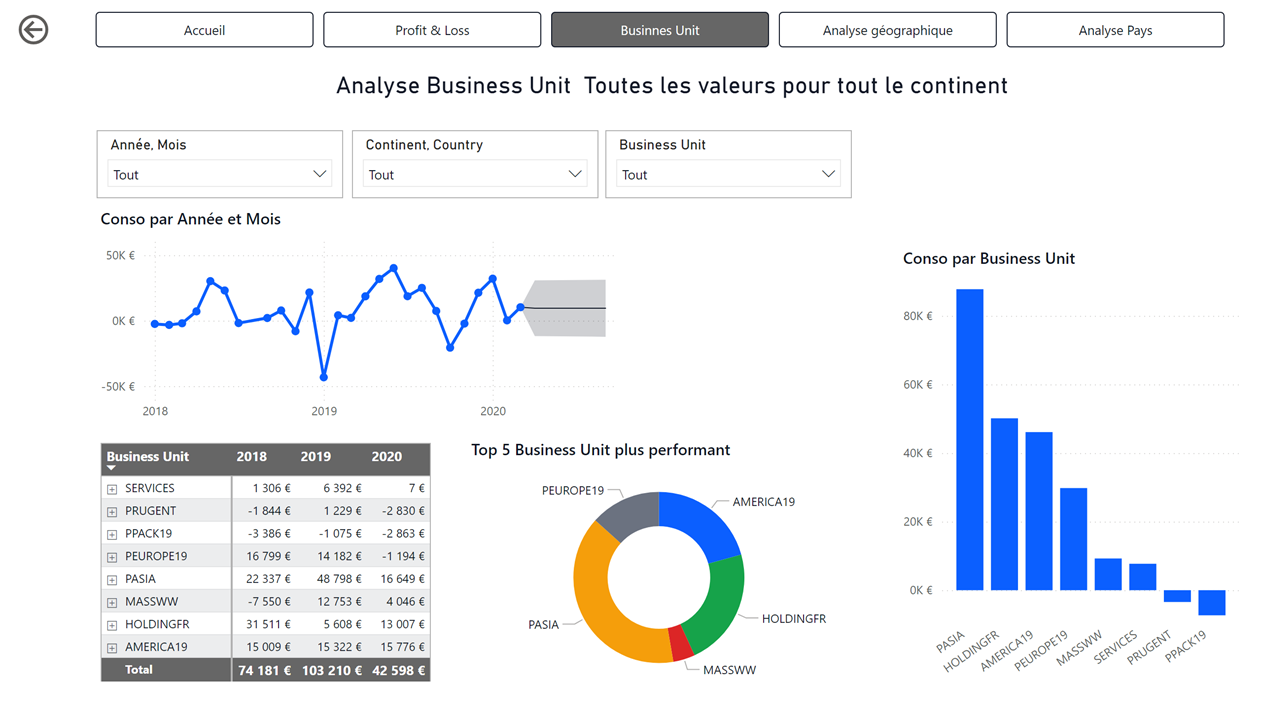 Accueil
Profit & Loss
Businnes Unit
Analyse géographique
Analyse Pays
Analyse Business Unit  Toutes les valeurs pour tout le continent
Année, Mois
Tout
Continent, Country
Tout
Business Unit
Tout
Conso par Année et Mois
50K €
0K €
-50K €
2018
2019
2020
Business Unit 2018 2019 2020
SERVICES 1 306 € 6 392 € 7 €
PRUGENT -1 844 € 1 229 € -2 830 €
PPACK19 -3 386 € -1 075 € -2 863 €
PEUROPE19 16 799 € 14 182 € -1 194 €
PASIA 22 337 € 48 798 € 16 649 €
MASSWW -7 550 € 12 753 € 4 046 €
HOLDINGFR 31 511 € 5 608 € 13 007 €
AMERICA19 15 009 € 15 322 € 15 776 €
Total 74 181 € 103 210 € 42 598 €
Top 5 Business Unit plus performant
PEUROPE19
AMERICA19
PASIA
HOLDINGFR
MASSWW
Conso par Business Unit
80K €
60K €
40K €
20K €
0K €
PASIA
HOLDINGFR
AMERICA19
PEUROPE19
MASSWW
SERVICES
PRUGENT
PPACK19